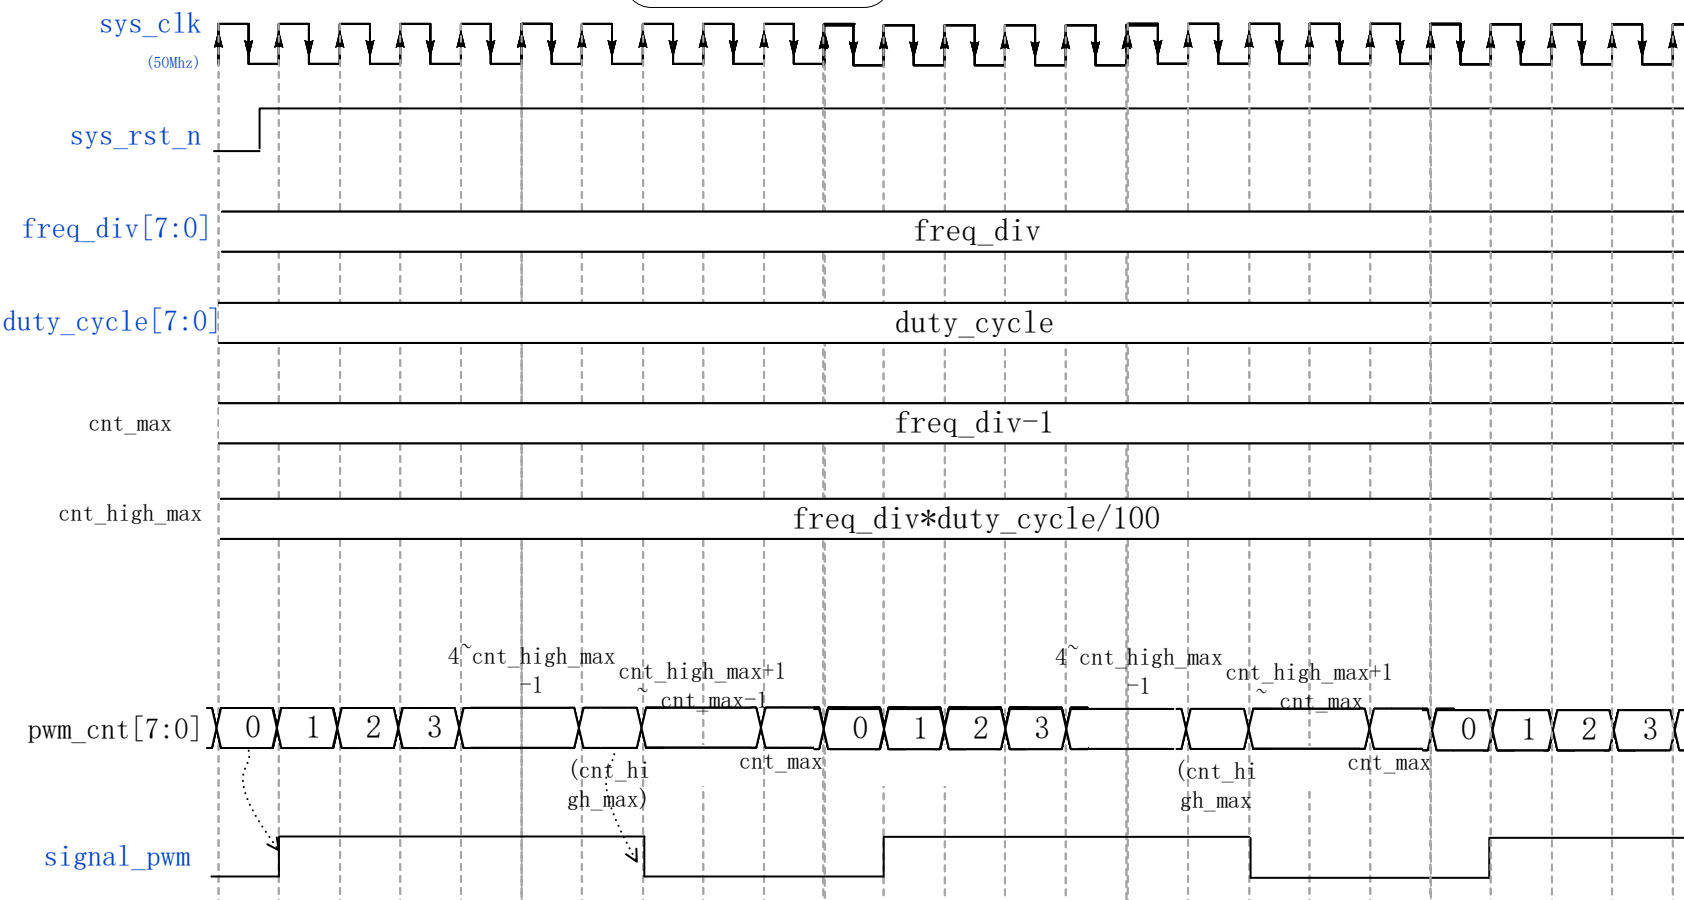 sys_clk
(50Mhz)
sys_rst_n
freq_div[7:0]
freq_div
duty_cycle[7:0]
duty_cycle
cnt_max
freq_div-1
cnt_high_max
freq_div*duty_cycle/100
4~cnt_high_max
-1
cnt_high_max+1
~ cnt_max-1
4~cnt_high_max
-1
cnt_high_max+1
~ cnt_max
pwm_cnt[7:0]
0 1 2 3 0 1 2 3 0 1 2 3
(cnt_hi
gh_max)
cnt_max
(cnt_hi
gh_max
cnt_max
signal_pwm